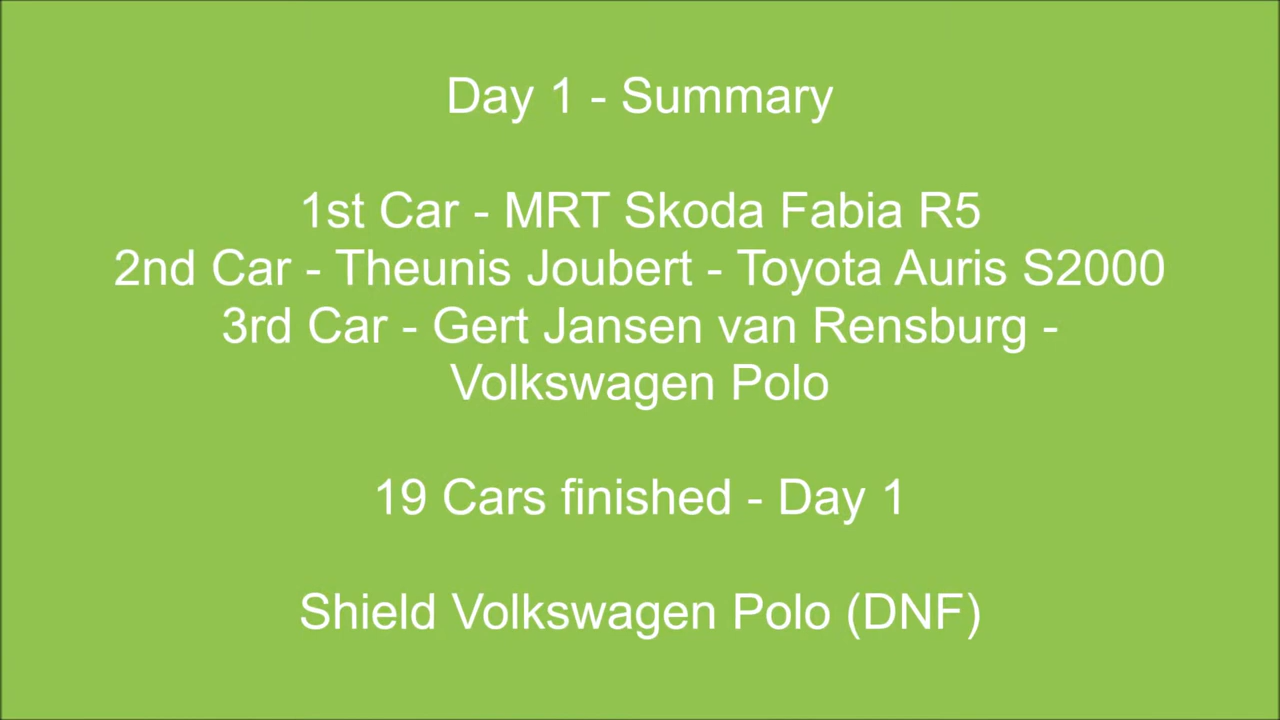 Day 1 - Summary
1st Car - MRT Skoda Fabia R5
2nd Car - Theunis Joubert - Toyota Auris S2000
3rd Car - Gert Jansen van Rensburg -
Volkswagen Polo
19 Cars finished - Day 1
Shield Volkswagen Polo (DNF)